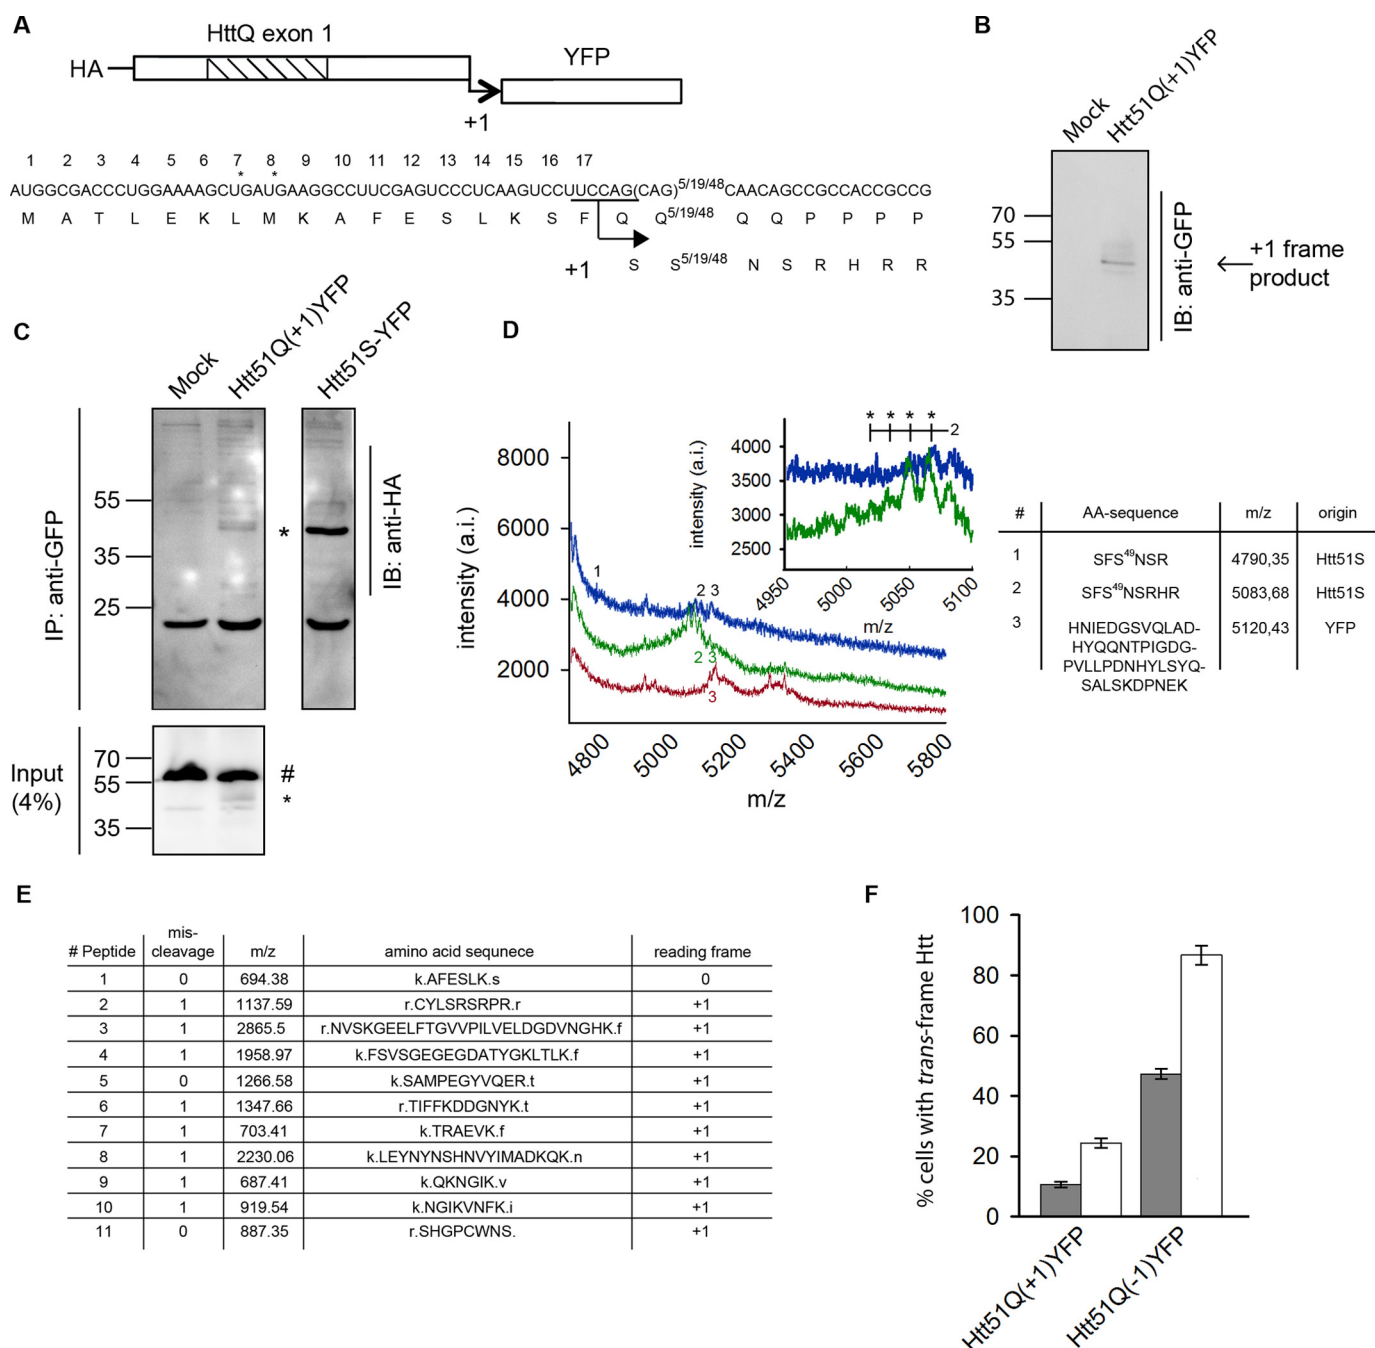 A
HttQ exon 1
YFP
HA
+1
1 2 3 4 5 6 7 8 9 10 11 12 13 14 15 16 17
* *
AUGGCGACCCUGGAAAAGCUGAUGAAGGCCUUCGAGUCCCUCAAGUCCUUCCAG(CAG)5/19/48CAACAGCCGCCACCGCCG
M A T L E K L M K A F E S L K S F Q Q5/19/48 Q Q P P P P
+1 S S5/19/48 N S R H R R
B
Mock
Htt51Q(+1)YFP
70
55
35
IB: anti-GFP
+1 frame
product
C
Mock
Htt51Q(+1)YFP
Htt51S-YFP
IP: anti-GFP
55
35
25
*
IB: anti-HA
Input
(4%)
70
55
35
#
*
D
intensity (a.i.)
8000
6000
4000
2000
1
2 3
2 3
3
4800 5000 5200 5400 5600 5800
m/z
intensity (a.i.)
4000
3500
3000
2500
* * * *
2
4950 5000 5050 5100
m/z
# AA-sequence m/z origin
1 SFS49NSR 4790,35 Htt51S
2 SFS49NSRHR 5083,68 Htt51S
3 HNIEDGSVQLAD- 5120,43 YFP
HYQQNTPIGDG-
PVLLPDNHYLSYQ-
SALSKDPNEK
E
# Peptide mis-cleavage m/z amino acid sequnece reading frame
1 0 694.38 k.AFESLK.s 0
2 1 1137.59 r.CYLSRSRPR.r +1
3 1 2865.5 r.NVSKGEELFTGVVPILVELDGDVNGHK.f +1
4 1 1958.97 k.FSVSGEGEGDATYGKLTLK.f +1
5 0 1266.58 k.SAMPEGYVQER.t +1
6 1 1347.66 r.TIFFKDDGNYK.t +1
7 1 703.41 k.TRAEVK.f +1
8 1 2230.06 k.LEYNYNSHNVYIMADKQK.n +1
9 1 687.41 k.QKNGIK.v +1
10 1 919.54 k.NGIKVNFK.i +1
11 0 887.35 r.SHGPCWNS. +1
F
% cells with trans-frame Htt
100
80
60
40
20
0
Htt51Q(+1)YFP
Htt51Q(-1)YFP